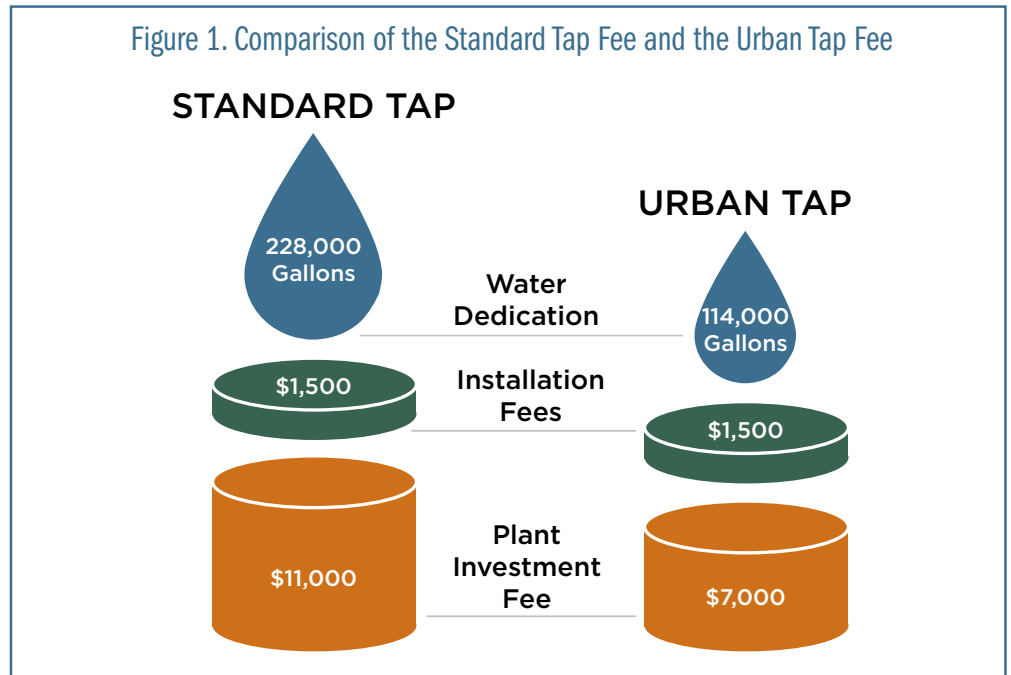 Figure 1. Comparison of the Standard Tap Fee and the Urban Tap Fee
STANDARD TAP
228,000
Gallons
URBAN TAP
114,000
Gallons
Water
Dedication
$1,500
Installation
Fees
$1,500
$11,000
Plant
Investment
Fee
$7,000